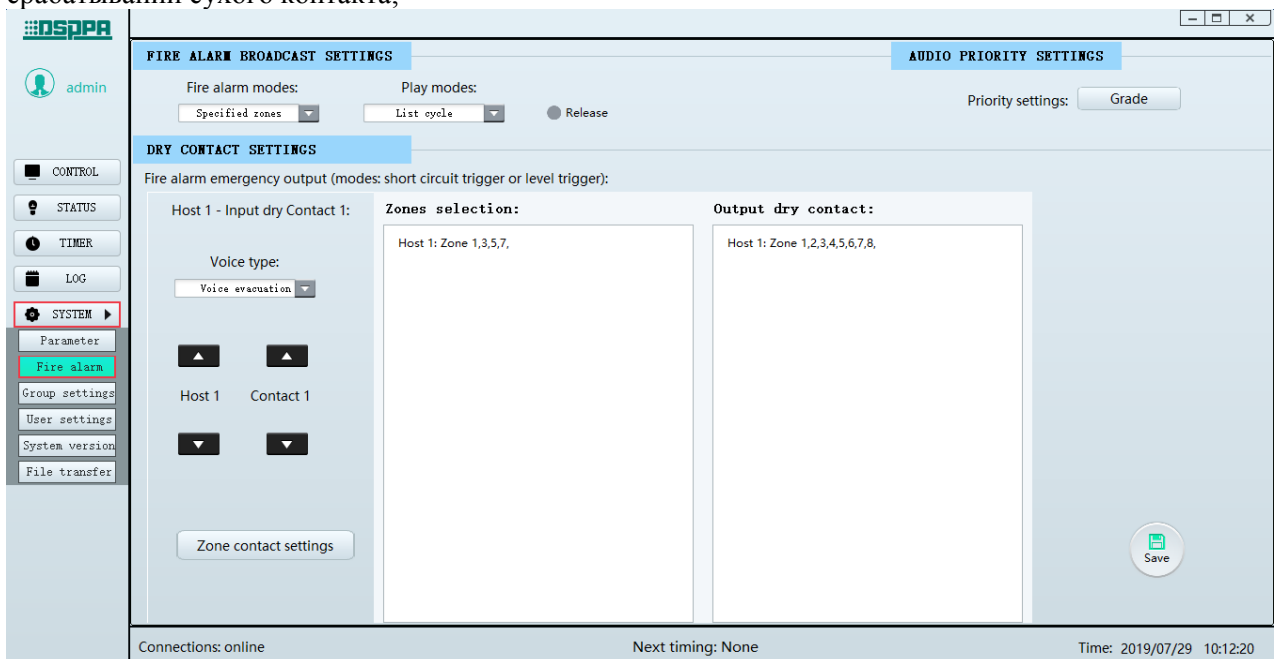 срабатывании сухого контакта;
DSPPA
FIRE ALARM BROADCAST SETTINGS
AUDIO PRIORITY SETTINGS
admin
Fire alarm modes:
Play modes:
Specified zones
List cycle
Release
Priority settings:
Grade
DRY CONTACT SETTINGS
Fire alarm emergency output (modes: short circuit trigger or level trigger):
CONTROL
STATUS
TIMER
LOG
SYSTEM
Parameter
Fire alarm
Group settings
User settings
System version
File transfer
Host 1 - Input dry Contact 1:
Voice type:
Voice evacuation
Host 1
Contact 1
Zone contact settings
Zones selection:
Host 1: Zone 1,3,5,7,
Output dry contact:
Host 1: Zone 1,2,3,4,5,6,7,8,
Save
Connections: online
Next timing: None
Time: 2019/07/29 10:12:20